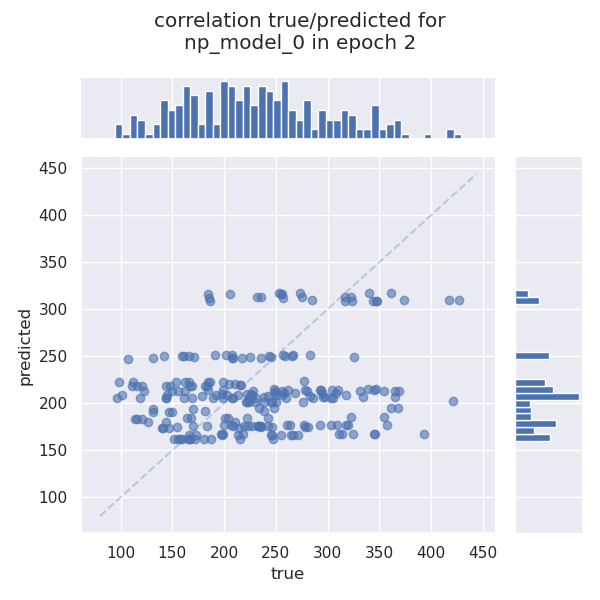 correlation true/predicted for
np_model_0 in epoch 2
450
400
350
300
250
200
150
100
predicted
100 150 200 250 300 350 400 450
true